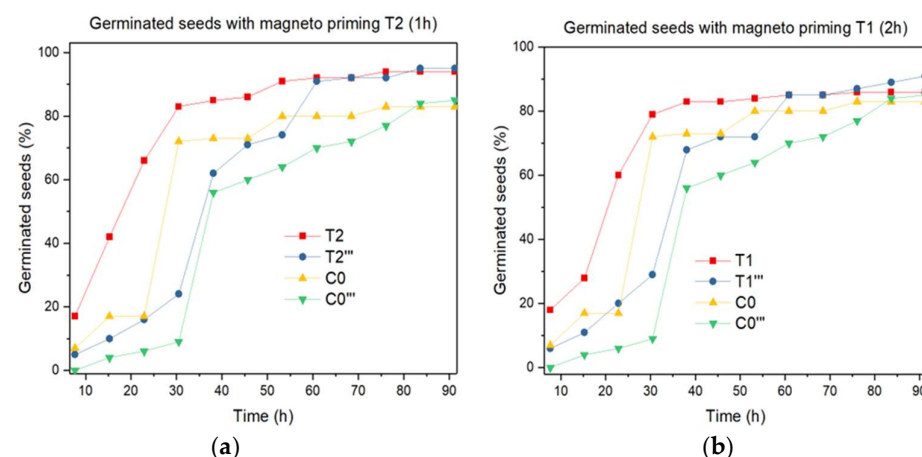 Germinated seeds with magneto priming T2 (1h)
100
80
60
40
20
0
Germinated seeds (%)
T2
T2'''
C0
C0'''
10 20 30 40 50 60 70 80 90
Time (h)
(a)
Germinated seeds with magneto priming T1 (2h)
100
80
60
40
20
0
Germinated seeds (%)
T1
T1'''
C0
C0'''
10 20 30 40 50 60 70 80 90
Time (h)
(b)